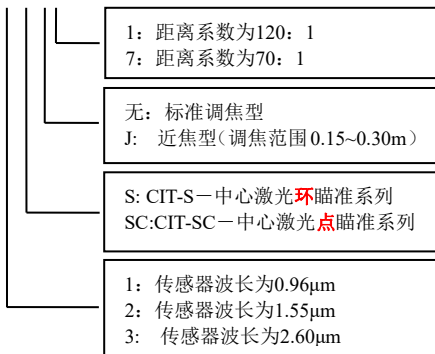 1：距离系数为120：1
7：距离系数为70：1
无：标准调焦型
J: 近焦型（调焦范围 0.15~0.30m）
S: CIT-S－中心激光环瞄准系列
SC:CIT-SC－中心激光点瞄准系列
1：传感器波长为0.96μm
2：传感器波长为1.55μm
3: 传感器波长为2.60μm